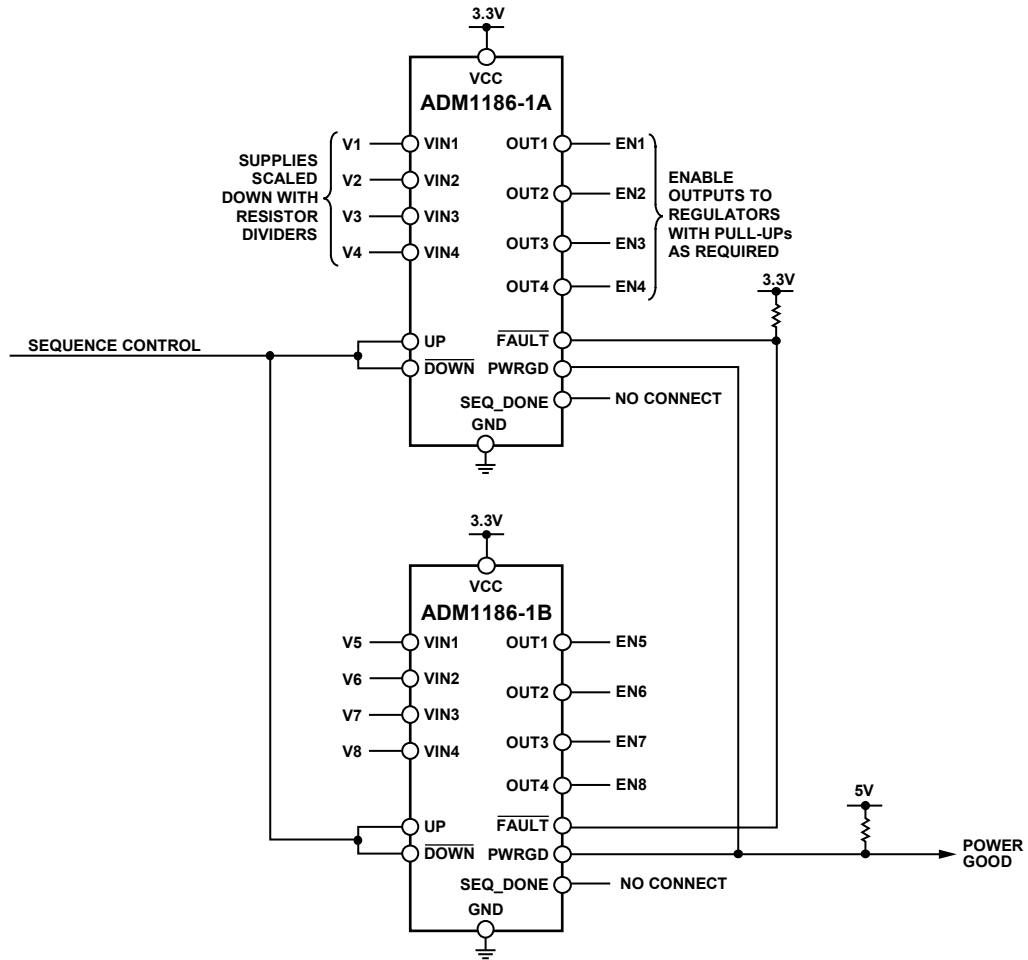 3.3V
VCC
ADM1186-1A
SUPPLIES
SCALED
DOWN WITH
RESISTOR
DIVIDERS
V1
V2
V3
V4
VIN1
VIN2
VIN3
VIN4
OUT1
OUT2
OUT3
OUT4
EN1
EN2
EN3
EN4
ENABLE
OUTPUTS TO
REGULATORS
WITH PULL-UPs
AS REQUIRED
3.3V
SEQUENCE CONTROL
UP
DOWN
FAULT
PWRGD
SEQ_DONE
NO CONNECT
GND
3.3V
VCC
ADM1186-1B
V5
V6
V7
V8
VIN1
VIN2
VIN3
VIN4
OUT1
OUT2
OUT3
OUT4
EN5
EN6
EN7
EN8
5V
UP
DOWN
FAULT
PWRGD
SEQ_DONE
NO CONNECT
GND
POWER
GOOD